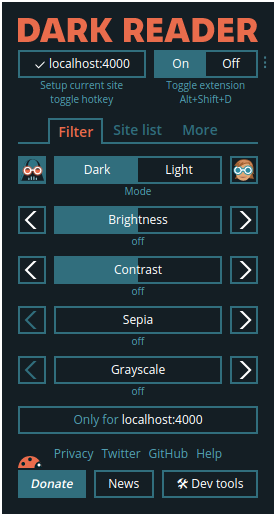 DARK READER
✓ localhost:4000
On Off
Setup current site
toggle hotkey
Toggle extension
Alt+Shift+D
Filter Site list More
Dark Light
Mode
Brightness
off
Contrast
off
Sepia
off
Grayscale
off
Only for localhost:4000
Privacy Twitter GitHub Help
Donate News 🛠 Dev tools